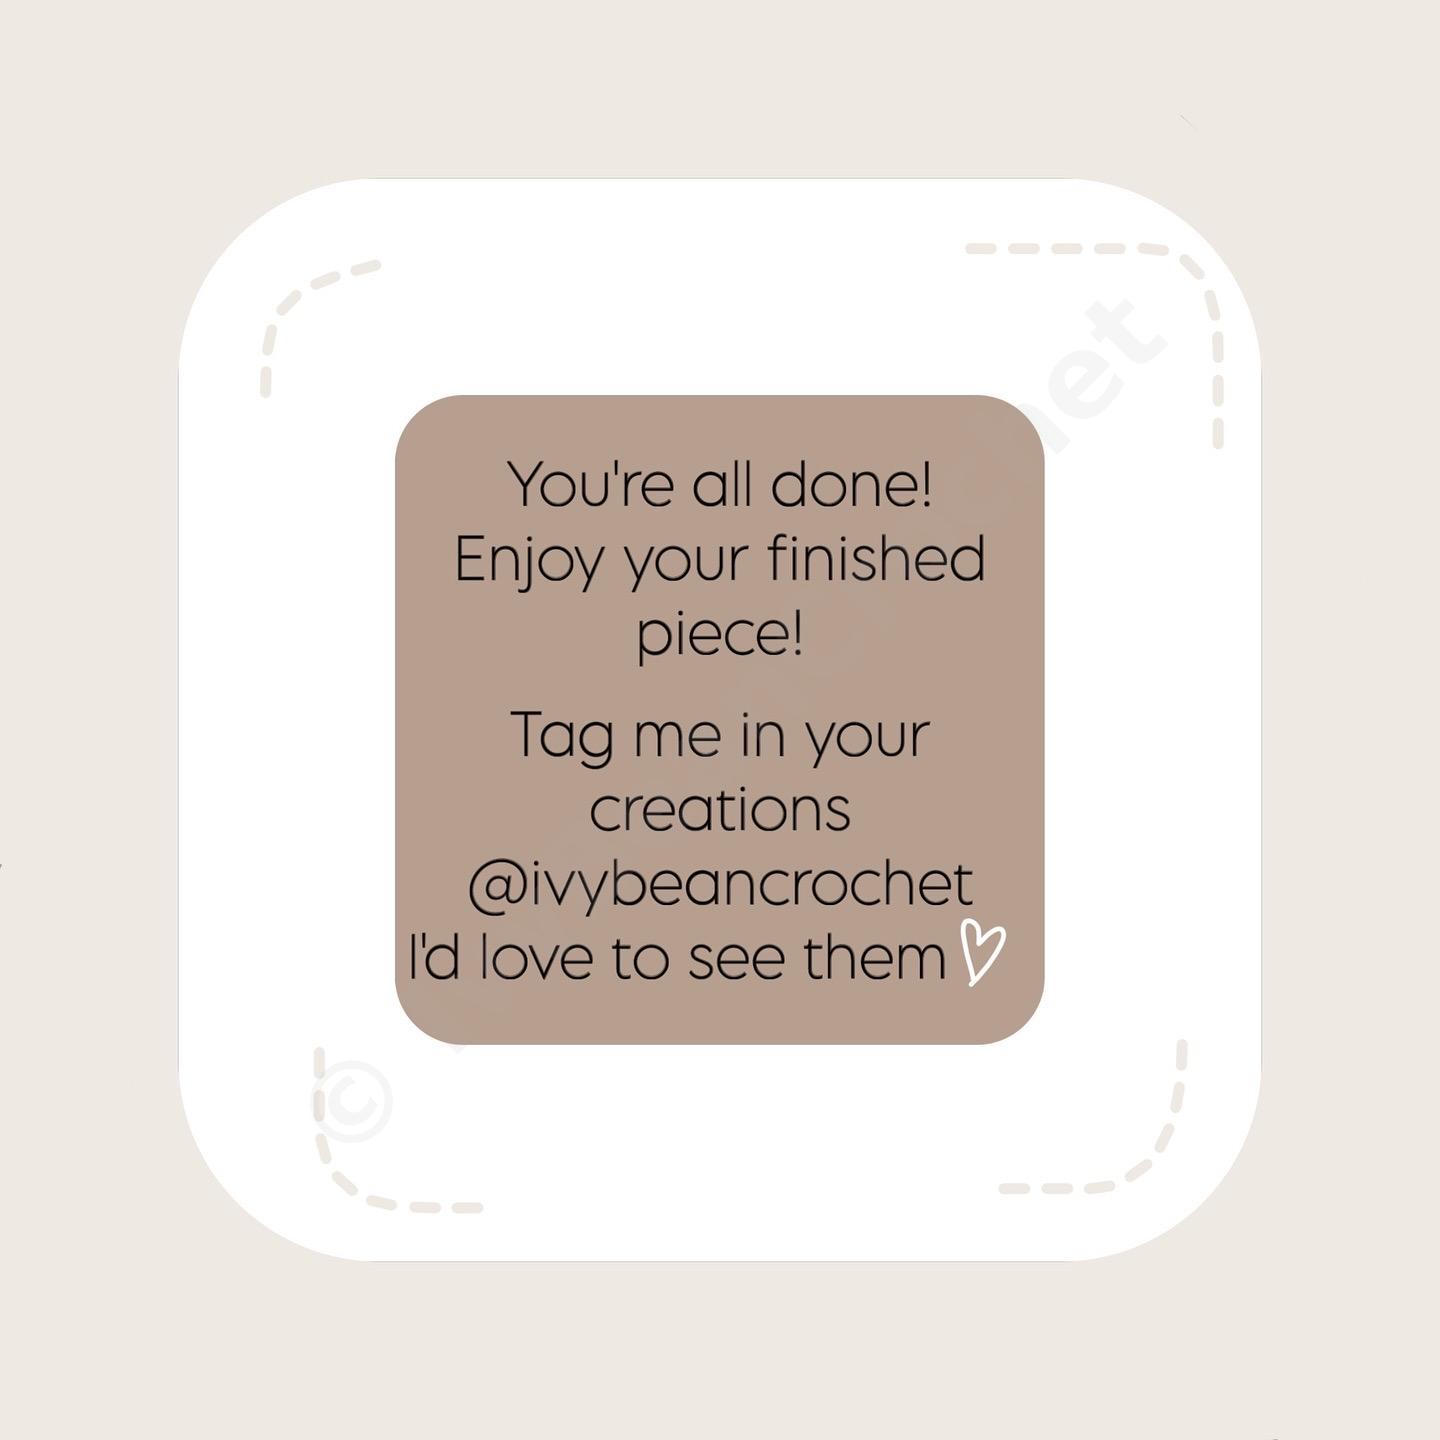 You're all done!
Enjoy your finished
piece!
Tag me in your
creations
@ivybeancrochet
I'd love to see them
©